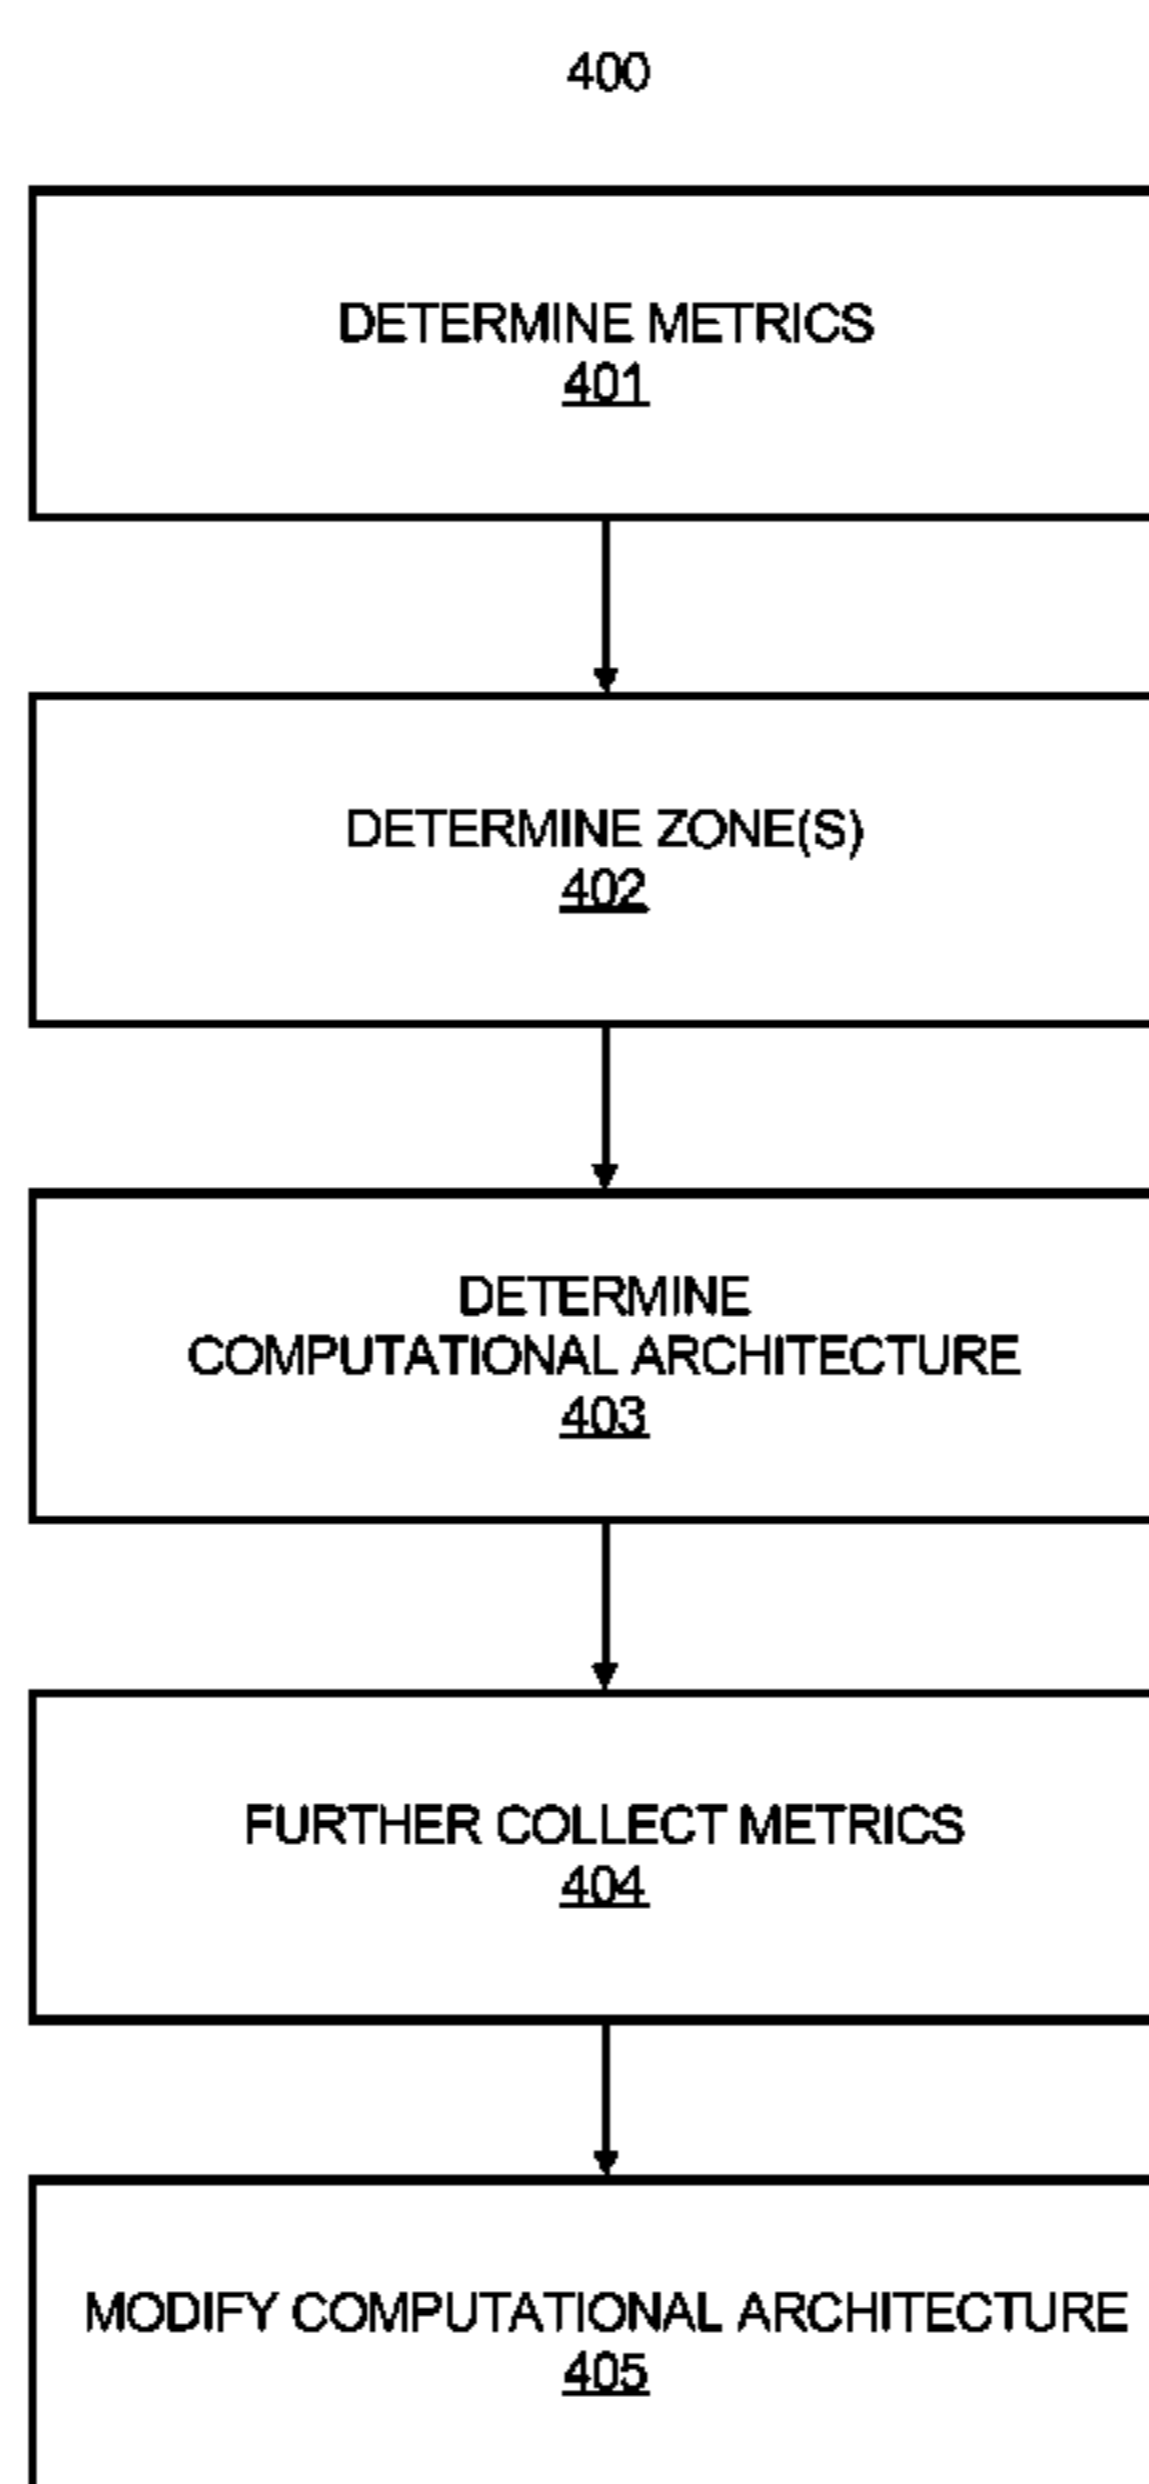 400
DETERMINE METRICS
401
DETERMINE ZONE(S)
402
DETERMINE
COMPUTATIONAL ARCHITECTURE
403
FURTHER COLLECT METRICS
404
MODIFY COMPUTATIONAL ARCHITECTURE
405